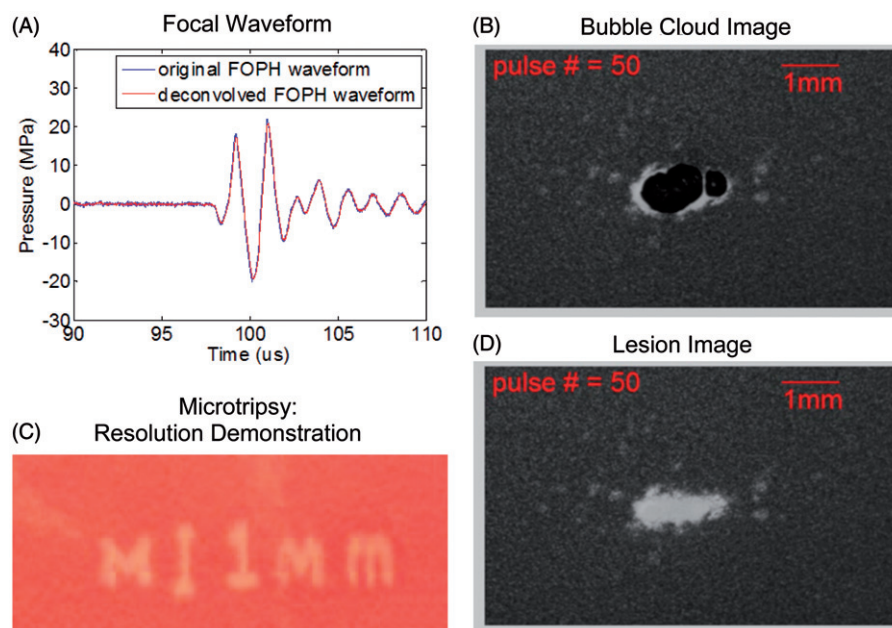 (A) Focal Waveform
original FOPH waveform
deconvolved FOPH waveform
Pressure (MPa)
40
30
20
10
0
-10
-20
-30
90 95 100 105 110
Time (us)
(B) Bubble Cloud Image
pulse # = 50
1mm
(C) Microtripsy:
Resolution Demonstration
M I 1 M m
(D) Lesion Image
pulse # = 50
1mm